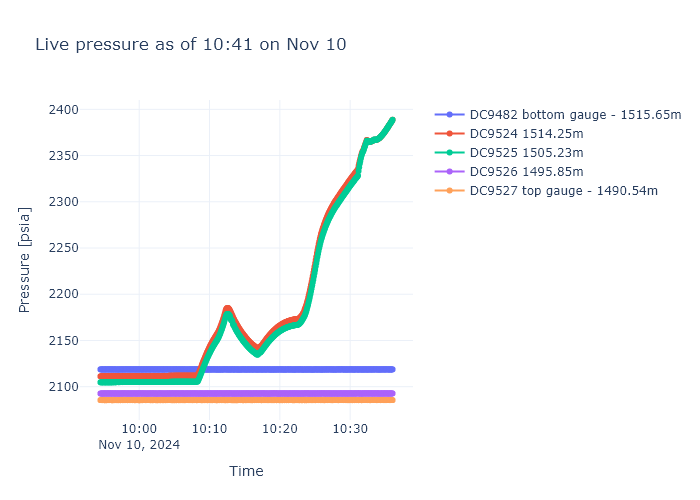 Live pressure as of 10:41 on Nov 10
2400
2350
2300
2250
2200
2150
2100
Pressure [psia]
10:00
10:10
10:20
10:30
Nov 10, 2024
Time
DC9482 bottom gauge - 1515.65m
DC9524 1514.25m
DC9525 1505.23m
DC9526 1495.85m
DC9527 top gauge - 1490.54m